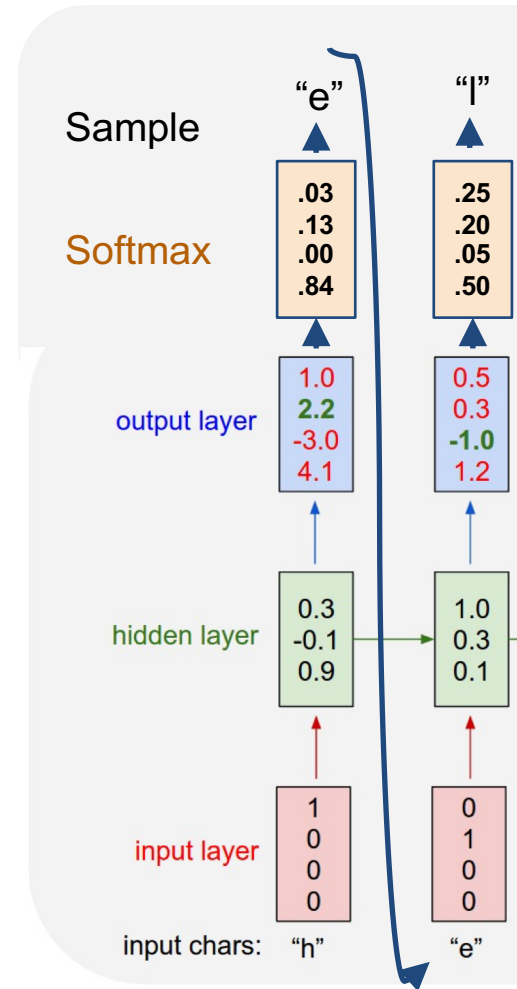 “e” “l”
Sample
.03 .25
.13 .20
Softmax .00 .05
.84 .50
1.0 0.5
output layer 2.2 0.3
-3.0 -1.0
4.1 1.2
0.3 1.0
hidden layer -0.1 0.3
0.9 0.1
1 0
0 1
input layer 0 0
0 0
input chars: “h” “e”